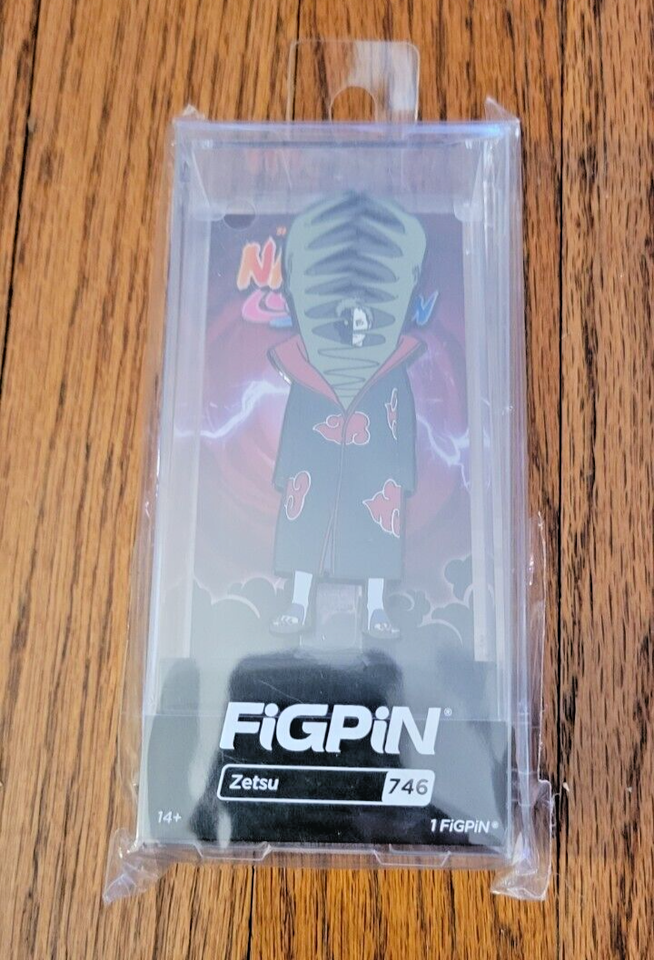 FiGPiN®
Zetsu 746
14+ 1 FiGPiN®